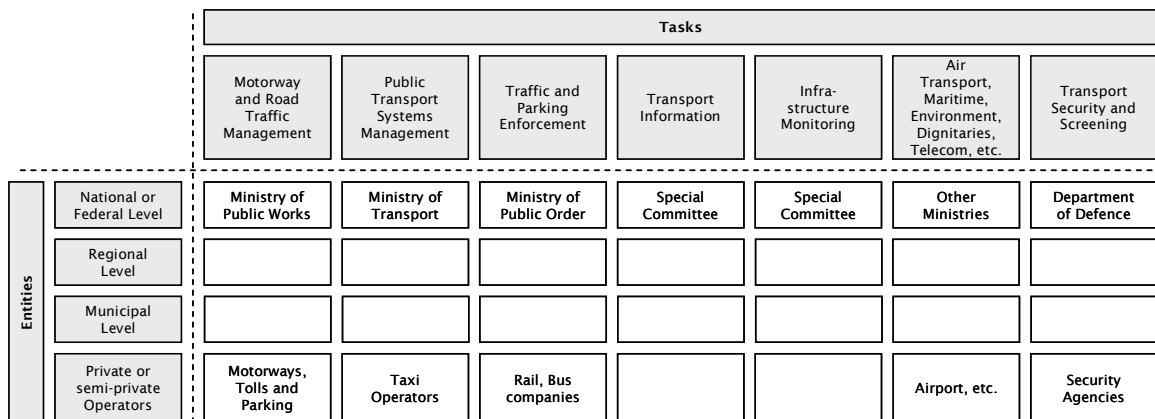 Tasks
Motorway
and Road
Traffic
Management
Public
Transport
Systems
Management
Traffic and
Parking
Enforcement
Transport
Information
Infra-
structure
Monitoring
Air
Transport,
Maritime,
Environment,
Dignitaries,
Telecom, etc.
Transport
Security and
Screening
Entities
National or
Federal Level
Ministry of
Public Works
Ministry of
Transport
Ministry of
Public Order
Special
Committee
Special
Committee
Other
Ministries
Department
of Defence
Regional
Level
Municipal
Level
Private or
semi-private
Operators
Motorways,
Tolls and
Parking
Taxi
Operators
Rail, Bus
companies
Airport, etc.
Security
Agencies